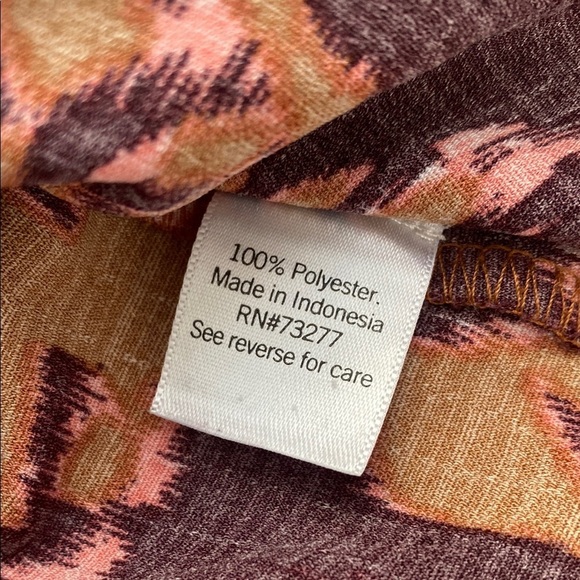 100% Polyester.
Made in Indonesia
RN#73277
See reverse for care